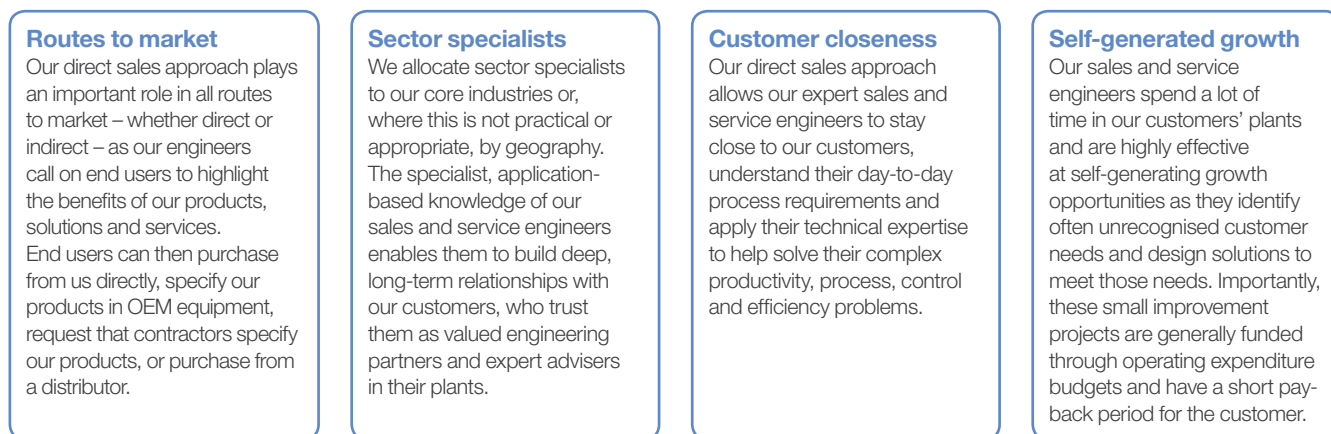 Routes to market
Our direct sales approach plays
an important role in all routes
to market – whether direct or
indirect – as our engineers
call on end users to highlight
the benefits of our products,
solutions and services.
End users can then purchase
from us directly, specify our
products in OEM equipment,
request that contractors specify
our products, or purchase from
a distributor.
Sector specialists
We allocate sector specialists
to our core industries or,
where this is not practical or
appropriate, by geography.
The specialist, application-
based knowledge of our
sales and service engineers
enables them to build deep,
long-term relationships with
our customers, who trust
them as valued engineering
partners and expert advisers
in their plants.
Customer closeness
Our direct sales approach
allows our expert sales and
service engineers to stay
close to our customers,
understand their day-to-day
process requirements and
apply their technical expertise
to help solve their complex
productivity, process, control
and efficiency problems.
Self-generated growth
Our sales and service
engineers spend a lot of
time in our customers’ plants
and are highly effective
at self-generating growth
opportunities as they identify
often unrecognised customer
needs and design solutions to
meet those needs. Importantly,
these small improvement
projects are generally funded
through operating expenditure
budgets and have a short pay-
back period for the customer.